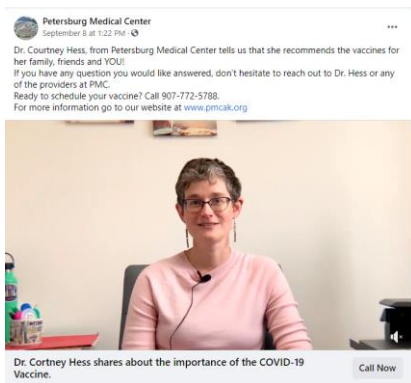 Petersburg Medical Center
September 8 at 1:22 PM ·
Dr. Courtney Hess, from Petersburg Medical Center tells us that she recommends the vaccines for
her family, friends and YOU!
If you have any question you would like answered, don't hesitate to reach out to Dr. Hess or any
of the providers at PMC.
Ready to schedule your vaccine? Call 907-772-5788.
For more information go to our website at www.pmcak.org
Dr. Cortney Hess shares about the importance of the COVID-19
Vaccine.
Call Now